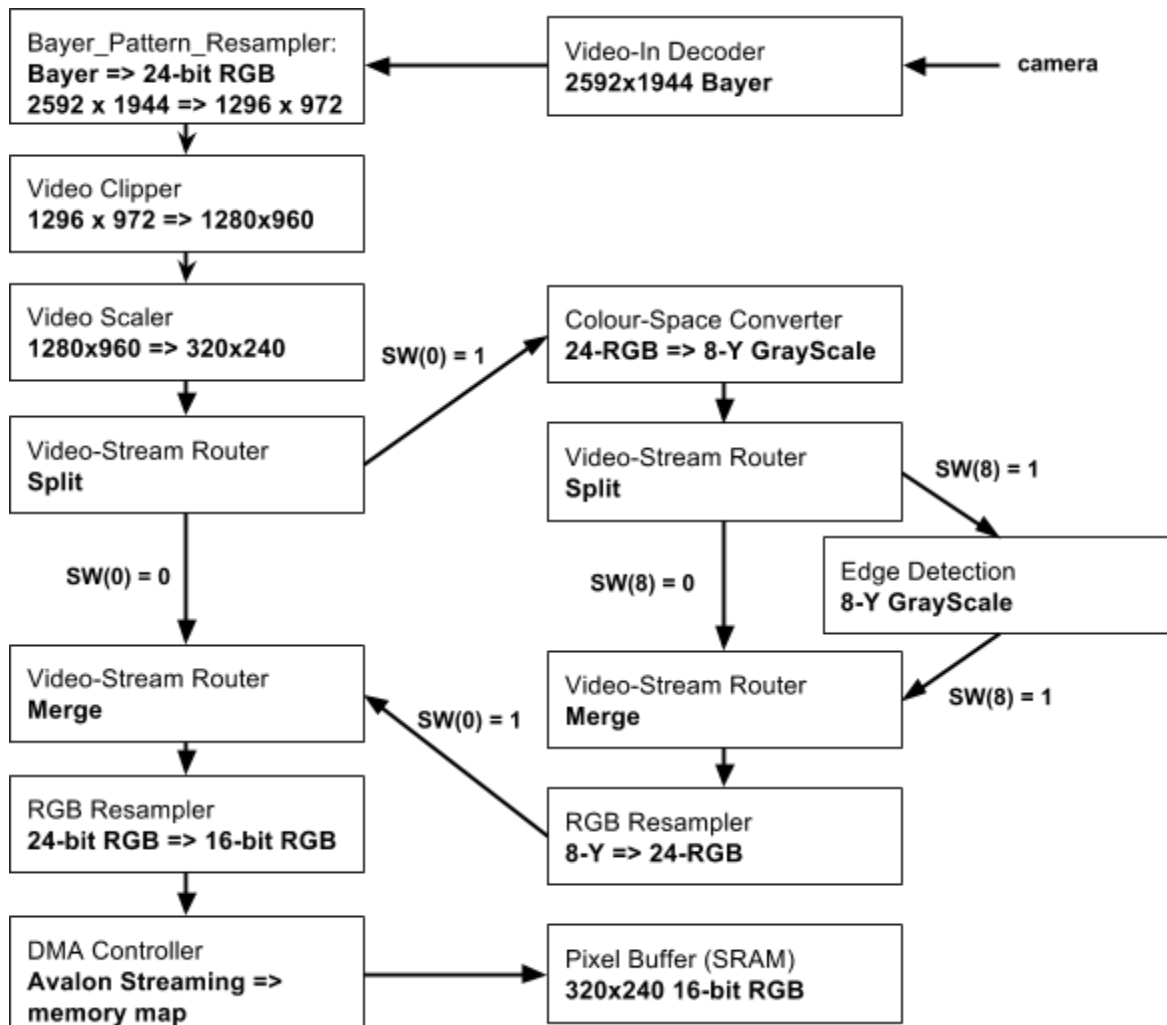 Bayer_Pattern_Resampler:
Bayer => 24-bit RGB
2592 x 1944 => 1296 x 972
Video-In Decoder
2592x1944 Bayer
camera
Video Clipper
1296 x 972 => 1280x960
Video Scaler
1280x960 => 320x240
SW(0) = 1
Colour-Space Converter
24-RGB => 8-Y GrayScale
Video-Stream Router
Split
Video-Stream Router
Split
SW(8) = 1
SW(0) = 0
SW(8) = 0
Edge Detection
8-Y GrayScale
Video-Stream Router
Merge
SW(0) = 1
Video-Stream Router
Merge
SW(8) = 1
RGB Resampler
24-bit RGB => 16-bit RGB
RGB Resampler
8-Y => 24-RGB
DMA Controller
Avalon Streaming =>
memory map
Pixel Buffer (SRAM)
320x240 16-bit RGB